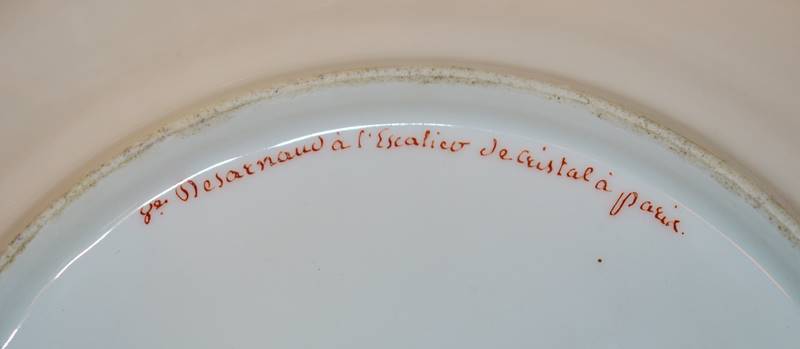 Ve. Desarnaud à l'Escalier de Cristal à paris.